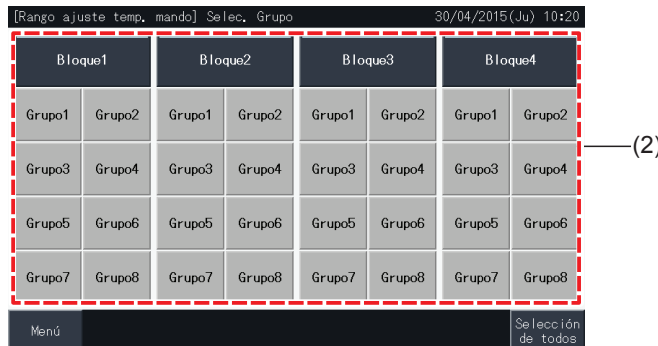 [Rango ajuste temp. mando] Selec. Grupo 30/04/2015(Ju) 10:20
Bloque1 Bloque2 Bloque3 Bloque4
Grupo1 Grupo2 Grupo1 Grupo2 Grupo1 Grupo2 Grupo1 Grupo2
(2)
Grupo3 Grupo4 Grupo3 Grupo4 Grupo3 Grupo4 Grupo3 Grupo4
Grupo5 Grupo6 Grupo5 Grupo6 Grupo5 Grupo6 Grupo5 Grupo6
Grupo7 Grupo8 Grupo7 Grupo8 Grupo7 Grupo8 Grupo7 Grupo8
Menú Selección
de todos